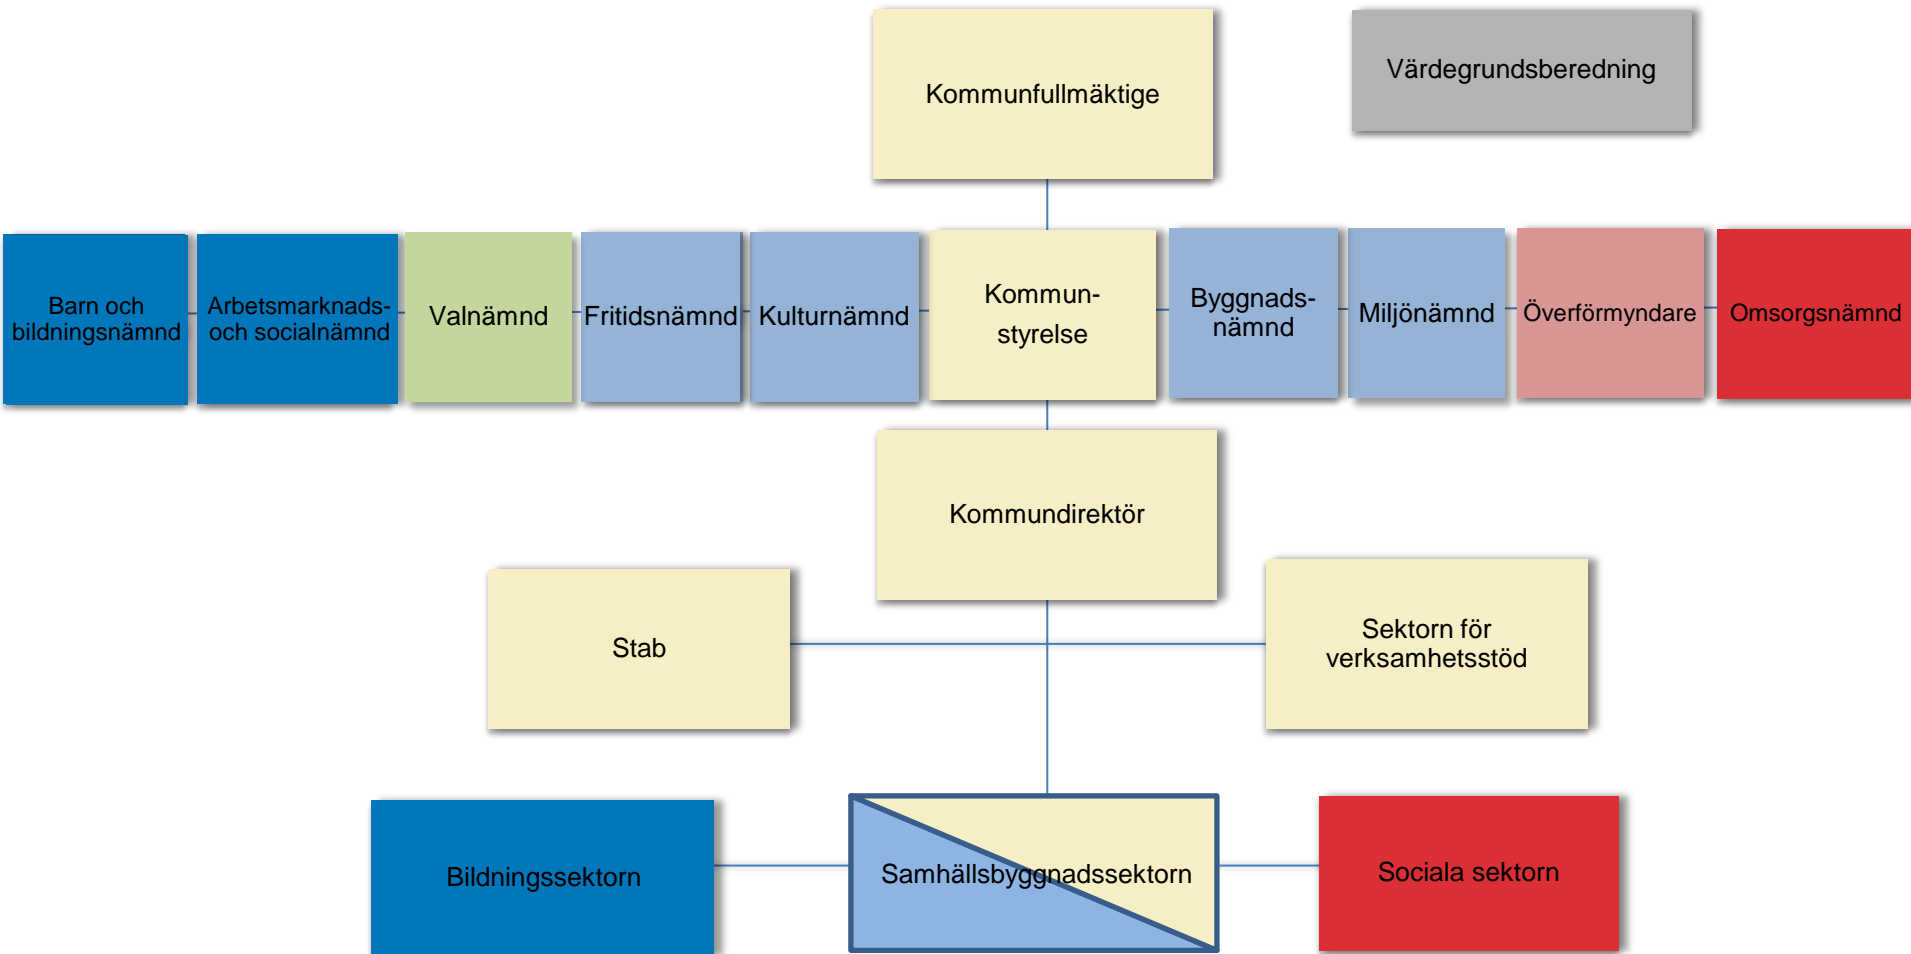 Kommunfullmäktige
Värdegrundsberedning
Barn och
bildningsnämnd
Arbetsmarknads-
och socialnämnd
Valnämnd
Fritidsnämnd
Kulturnämnd
Kommun-
styrelse
Byggnads-
nämnd
Miljönämnd
Överförmyndare
Omsorgsnämnd
Kommundirektör
Stab
Sektorn för
verksamhetsstöd
Bildningssektorn
Samhällsbyggnadssektorn
Sociala sektorn